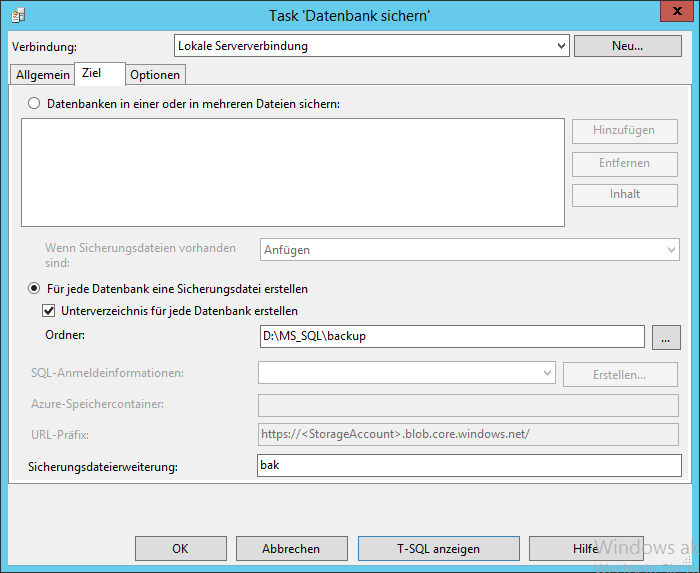 Task 'Datenbank sichern'
x
Verbindung:
Lokale Serververbindung
Neu...
Allgemein
Ziel
Optionen
Datenbanken in einer oder in mehreren Dateien sichern:
Hinzufügen
Entfernen
Inhalt
Wenn Sicherungsdateien vorhanden
sind:
Anfügen
Für jede Datenbank eine Sicherungsdatei erstellen
Unterverzeichnis für jede Datenbank erstellen
Ordner:
D:\MS_SQL\backup
...
SQL-Anmeldeinformationen:
Erstellen...
Azure-Speichercontainer:
URL-Präfix:
https://<StorageAccount>.blob.core.windows.net/
Sicherungsdateierweiterung:
bak
OK
Abbrechen
T-SQL anzeigen
Hilfe
Windows ak